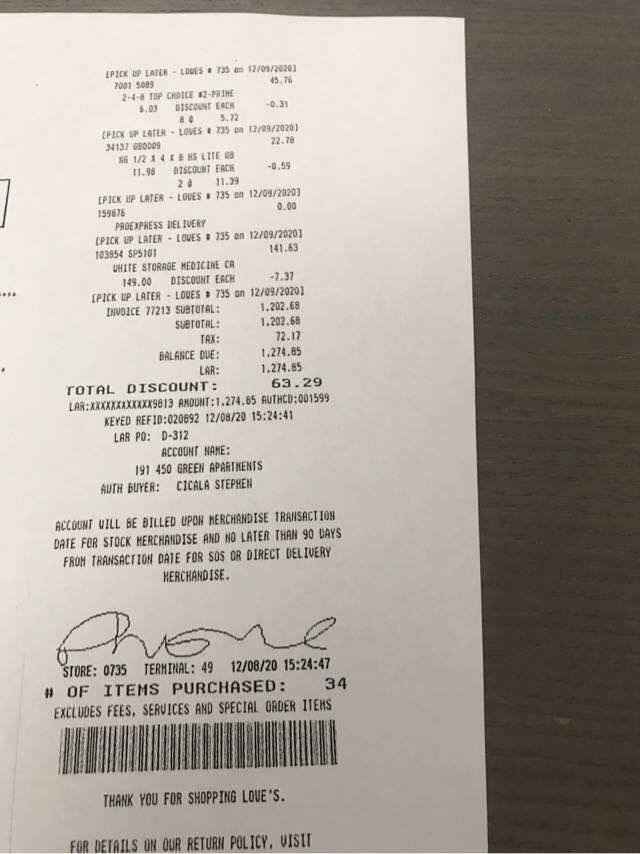 [PICK UP LATER - LOWES # 735 on 12/09/2020]
7001 5089 45.76
2-4-8 TOP CHOICE #2-PRIME
6.03 DISCOUNT EACH -0.31
8 @ 5.72
[PICK UP LATER - LOWES # 735 on 12/09/2020]
34137 GB0009 22.78
NG 1/2 X 4 X 8 HS LITE GB
11.98 DISCOUNT EACH -0.59
2 @ 11.39
[PICK UP LATER - LOWES # 735 on 12/09/2020]
159876 0.00
PROEXPRESS DELIVERY
[PICK UP LATER - LOWES # 735 on 12/09/2020]
103854 SP5101 141.63
WHITE STORAGE MEDICINE CA
149.00 DISCOUNT EACH -7.37
[PICK UP LATER - LOWES # 735 on 12/09/2020]
INVOICE 77213 SUBTOTAL: 1,202.68
SUBTOTAL: 1,202.68
TAX: 72.17
BALANCE DUE: 1,274.85
LAR: 1,274.85
TOTAL DISCOUNT: 63.29
LAR:XXXXXXXXXXXX9813 AMOUNT:1,274.85 AUTHCD:001599
KEYED REFID:020892 12/08/20 15:24:41
LAR PO: D-312
ACCOUNT NAME:
191 450 GREEN APARTMENTS
AUTH BUYER: CICALA STEPHEN
ACCOUNT WILL BE BILLED UPON MERCHANDISE TRANSACTION
DATE FOR STOCK MERCHANDISE AND NO LATER THAN 90 DAYS
FROM TRANSACTION DATE FOR SOS OR DIRECT DELIVERY
MERCHANDISE.
Phone
STORE: 0735 TERMINAL: 49 12/08/20 15:24:47
# OF ITEMS PURCHASED: 34
EXCLUDES FEES, SERVICES AND SPECIAL ORDER ITEMS
THANK YOU FOR SHOPPING LOWE'S.
FOR DETAILS ON OUR RETURN POLICY, VISIT